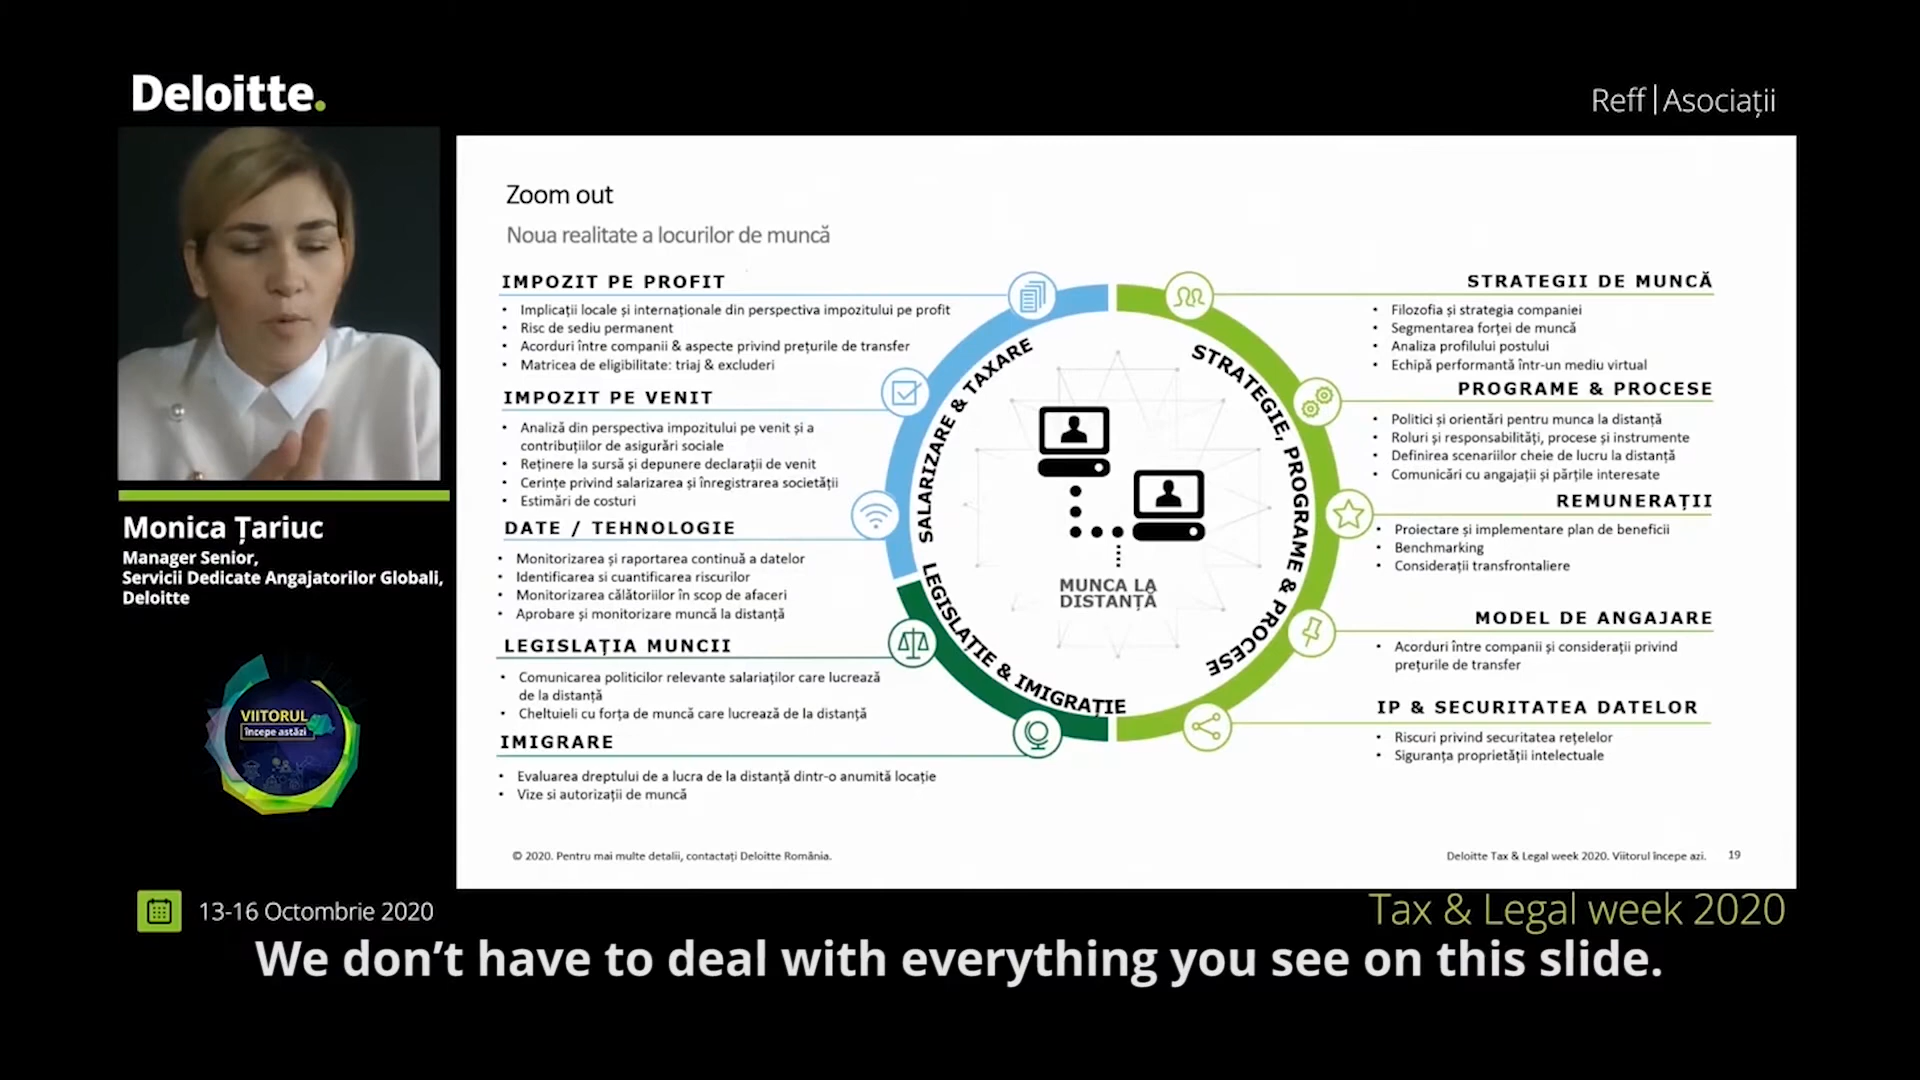 Deloitte.
Reff | Asociații
Zoom out
Noua realitate a locurilor de muncă
IMPOZIT PE PROFIT
• Implicații locale și internaționale din perspectiva impozitului pe profit
• Risc de sediu permanent
• Acorduri între companii & aspecte privind prețurile de transfer
• Matricea de eligibilitate: triaj & excluderi
IMPOZIT PE VENIT
• Analiză din perspectiva impozitului pe venit și a
contribuțiilor de asigurări sociale
• Reținere la sursă și depunere declarații de venit
• Cerințe privind salarizarea și înregistrarea societății
• Estimări de costuri
DATE / TEHNOLOGIE
• Monitorizarea și raportarea continuă a datelor
• Identificarea si cuantificarea riscurilor
• Monitorizarea călătoriilor în scop de afaceri
• Aprobare și monitorizare muncă la distanță
LEGISLAȚIA MUNCII
• Comunicarea politicilor relevante salariaților care lucrează
de la distanță
• Cheltuieli cu forța de muncă care lucrează de la distanță
IMIGRARE
• Evaluarea dreptului de a lucra de la distanță dintr-o anumită locație
• Vize si autorizații de muncă
SALARIZARE & TAXARE
LEGISLAȚIE & IMIGRAȚIE
STRATEGIE, PROGRAME & PROCESE
MUNCA LA
DISTANȚĂ
STRATEGII DE MUNCĂ
• Filozofia și strategia companiei
• Segmentarea forței de muncă
• Analiza profilului postului
• Echipă performantă într-un mediu virtual
PROGRAME & PROCESE
• Politici și orientări pentru munca la distanță
• Roluri și responsabilități, procese și instrumente
• Definirea scenariilor cheie de lucru la distanță
• Comunicări cu angajații și părțile interesate
REMUNERAȚII
• Proiectare și implementare plan de beneficii
• Benchmarking
• Considerații transfrontaliere
MODEL DE ANGAJARE
• Acorduri între companii și considerații privind
prețurile de transfer
IP & SECURITATEA DATELOR
• Riscuri privind securitatea rețelelor
• Siguranța proprietății intelectuale
© 2020. Pentru mai multe detalii, contactați Deloitte România.
Deloitte Tax & Legal week 2020. Viitorul începe azi. 19
Monica Țariuc
Manager Senior,
Servicii Dedicate Angajatorilor Globali,
Deloitte
VIITORUL
începe astăzi
13-16 Octombrie 2020
Tax & Legal week 2020
We don't have to deal with everything you see on this slide.